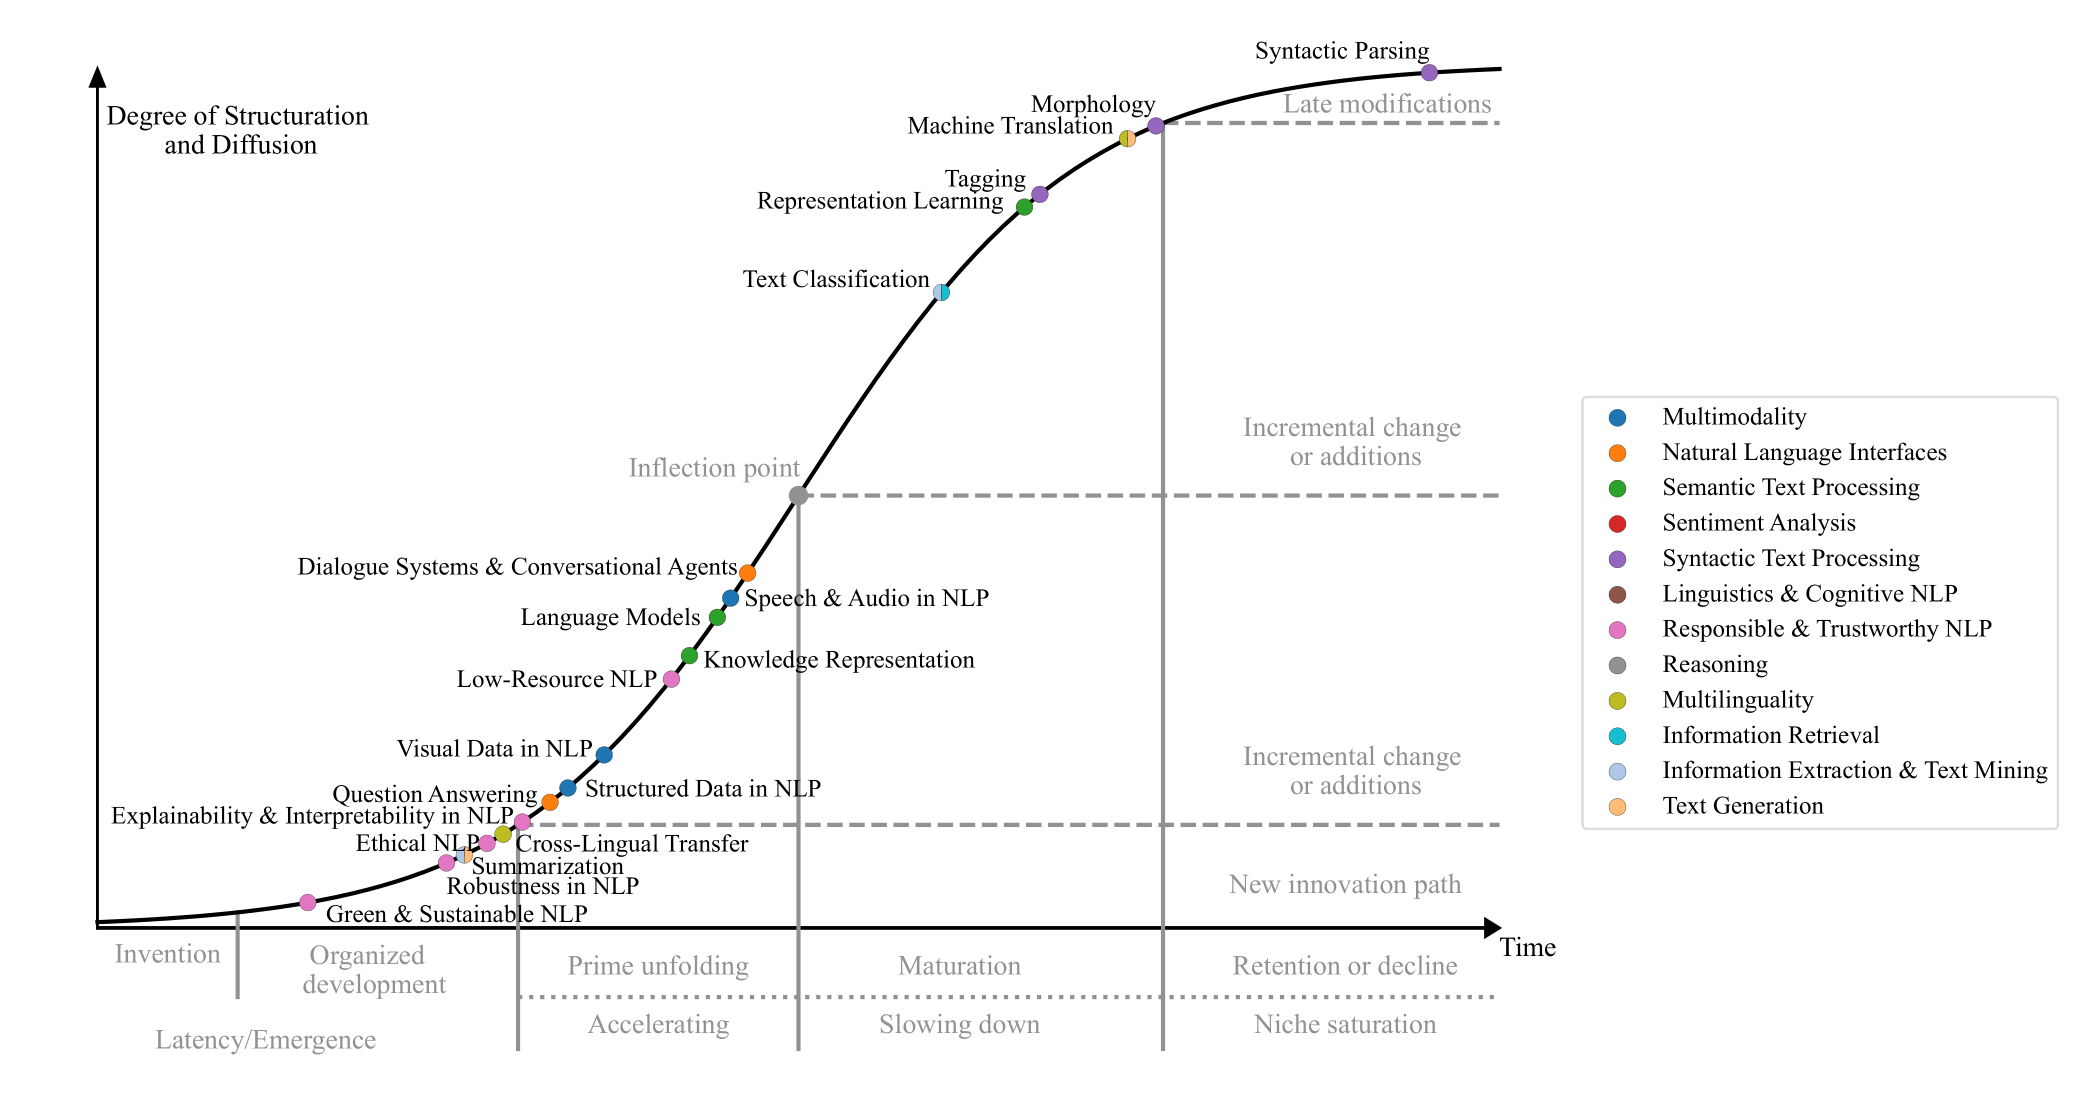 Syntactic Parsing
Late modifications
Morphology
Machine Translation
Degree of Structuration
and Diffusion
Tagging
Representation Learning
Text Classification
Incremental change
or additions
Inflection point
Dialogue Systems & Conversational Agents
Speech & Audio in NLP
Language Models
Knowledge Representation
Low-Resource NLP
Visual Data in NLP
Incremental change
or additions
Structured Data in NLP
Question Answering
Explainability & Interpretability in NLP
Ethical NLP
Cross-Lingual Transfer
Summarization
Robustness in NLP
New innovation path
Green & Sustainable NLP
Time
Invention
Organized
development
Prime unfolding
Maturation
Retention or decline
Latency/Emergence
Accelerating
Slowing down
Niche saturation
Multimodality
Natural Language Interfaces
Semantic Text Processing
Sentiment Analysis
Syntactic Text Processing
Linguistics & Cognitive NLP
Responsible & Trustworthy NLP
Reasoning
Multilinguality
Information Retrieval
Information Extraction & Text Mining
Text Generation